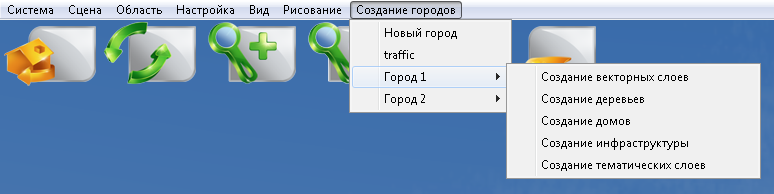 Система Сцена Область Настройка Вид Рисование Создание городов
Новый город
traffic
Город 1
Город 2
Создание векторных слоев
Создание деревьев
Создание домов
Создание инфраструктуры
Создание тематических слоев